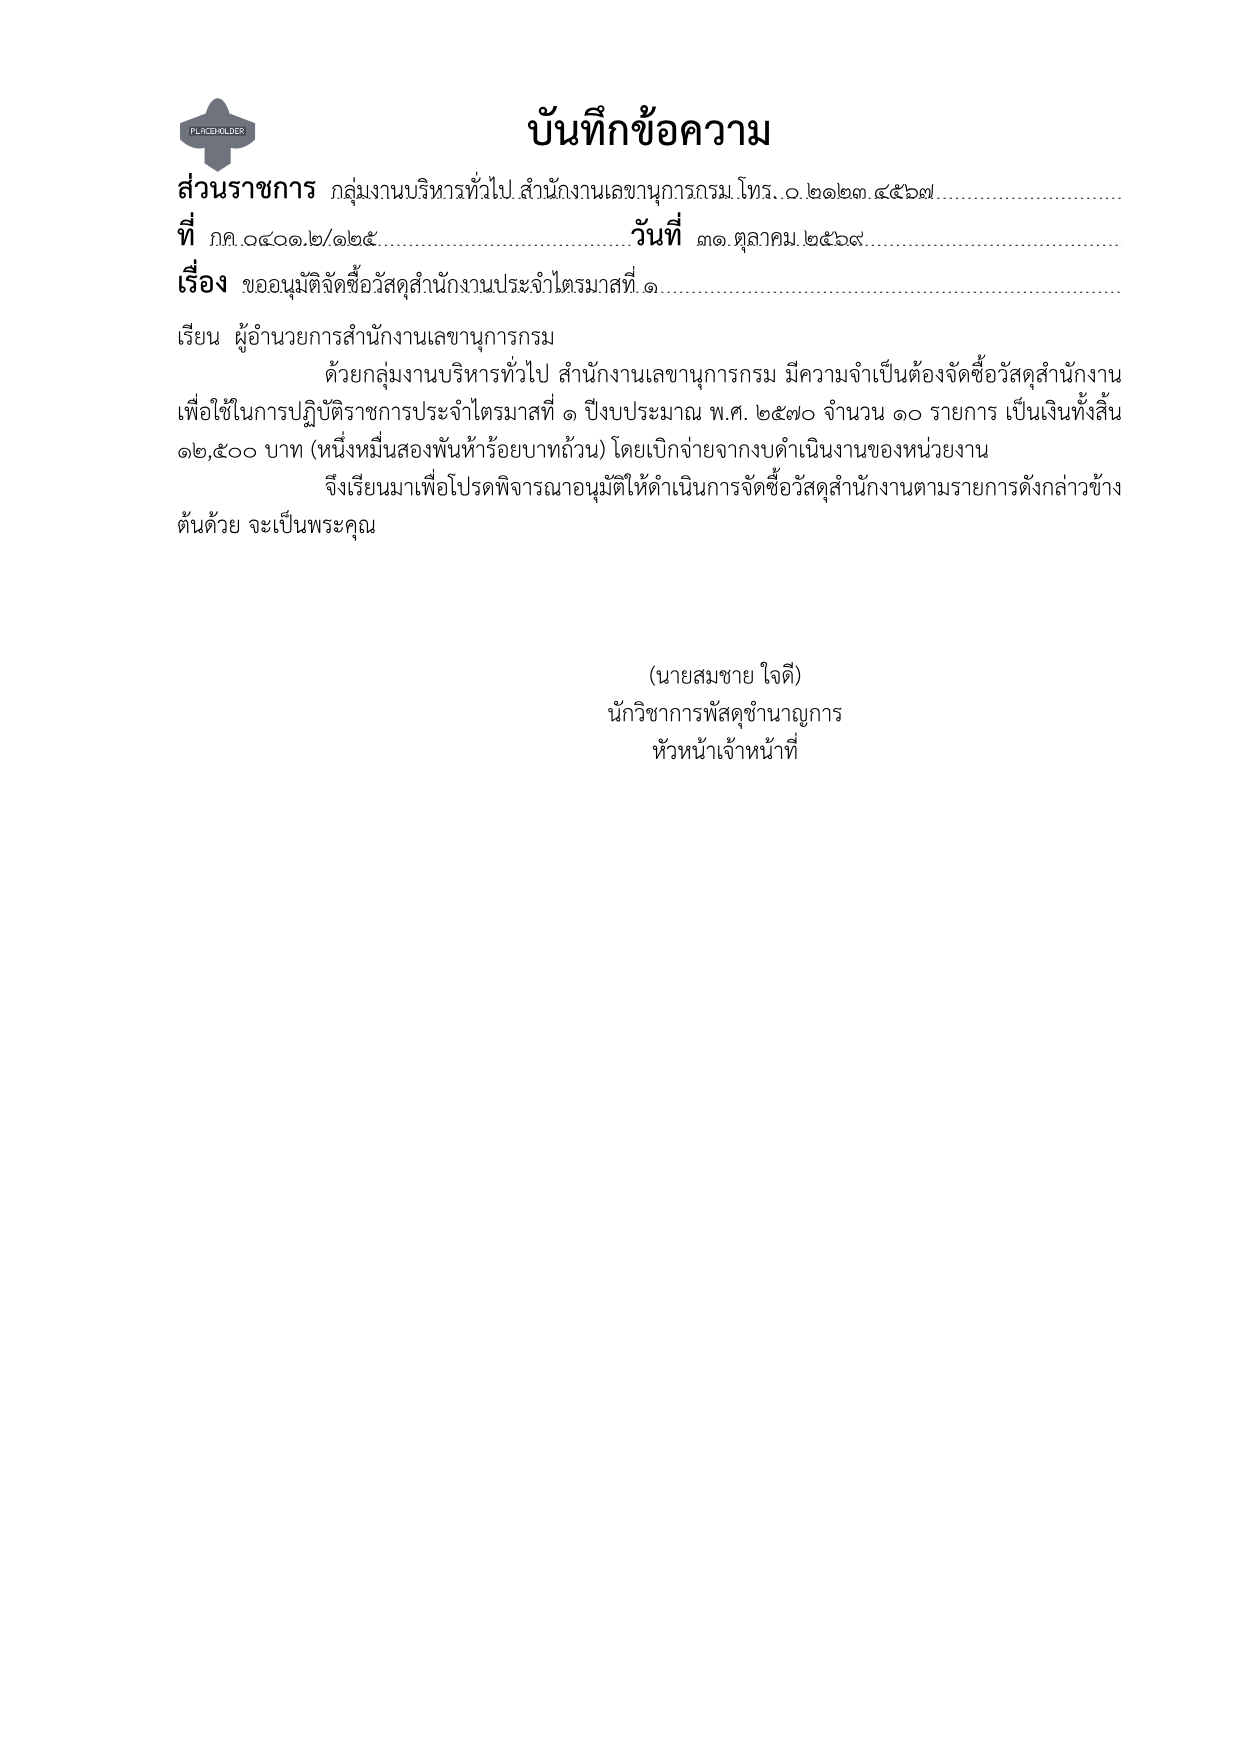 PLACEHOLDER
บันทึกข้อความ
ส่วนราชการ กลุ่มงานบริหารทั่วไป สำนักงานเลขานุการกรม โทร. ๐ ๒๑๒๓ ๔๕๖๗
ที่ ภค ๐๔๐๑.๒/๑๒๕ วันที่ ๓๑ ตุลาคม ๒๕๖๙
เรื่อง ขออนุมัติจัดซื้อวัสดุสำนักงานประจำไตรมาสที่ ๑
เรียน ผู้อำนวยการสำนักงานเลขานุการกรม
ด้วยกลุ่มงานบริหารทั่วไป สำนักงานเลขานุการกรม มีความจำเป็นต้องจัดซื้อวัสดุสำนักงาน
เพื่อใช้ในการปฏิบัติราชการประจำไตรมาสที่ ๑ ปีงบประมาณ พ.ศ. ๒๕๗๐ จำนวน ๑๐ รายการ เป็นเงินทั้งสิ้น
๑๒,๕๐๐ บาท (หนึ่งหมื่นสองพันห้าร้อยบาทถ้วน) โดยเบิกจ่ายจากงบดำเนินงานของหน่วยงาน
จึงเรียนมาเพื่อโปรดพิจารณาอนุมัติให้ดำเนินการจัดซื้อวัสดุสำนักงานตามรายการดังกล่าวข้าง
ต้นด้วย จะเป็นพระคุณ
(นายสมชาย ใจดี)
นักวิชาการพัสดุชำนาญการ
หัวหน้าเจ้าหน้าที่